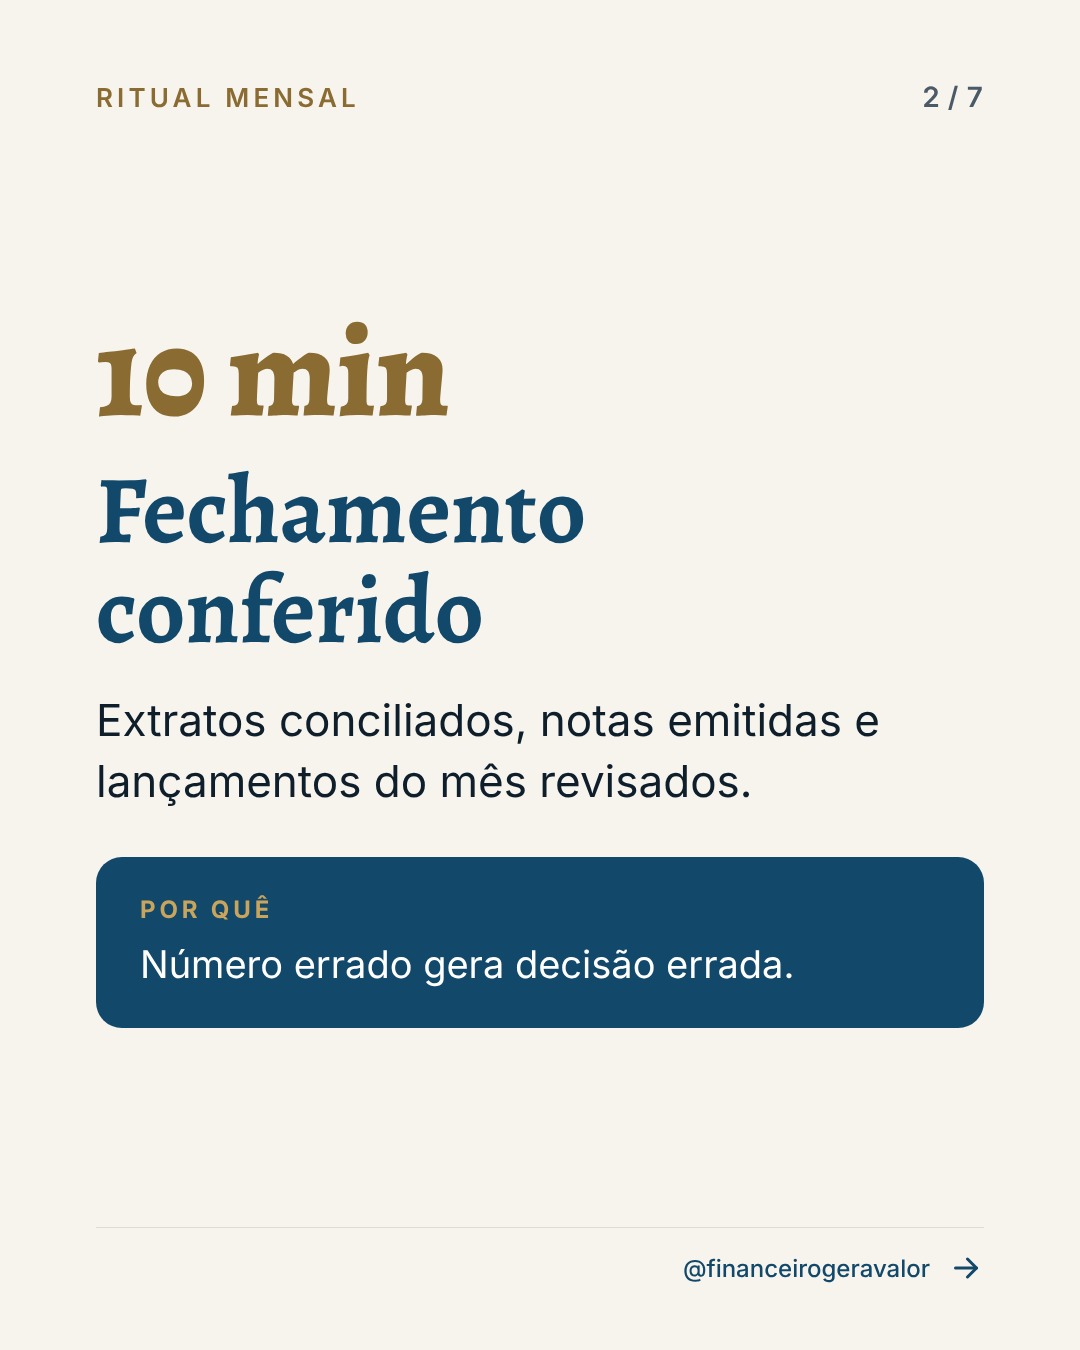 RITUAL MENSAL
2 / 7
10 min
Fechamento
conferido
Extratos conciliados, notas emitidas e
lançamentos do mês revisados.
POR QUÊ
Número errado gera decisão errada.
@financeirogeravalor →